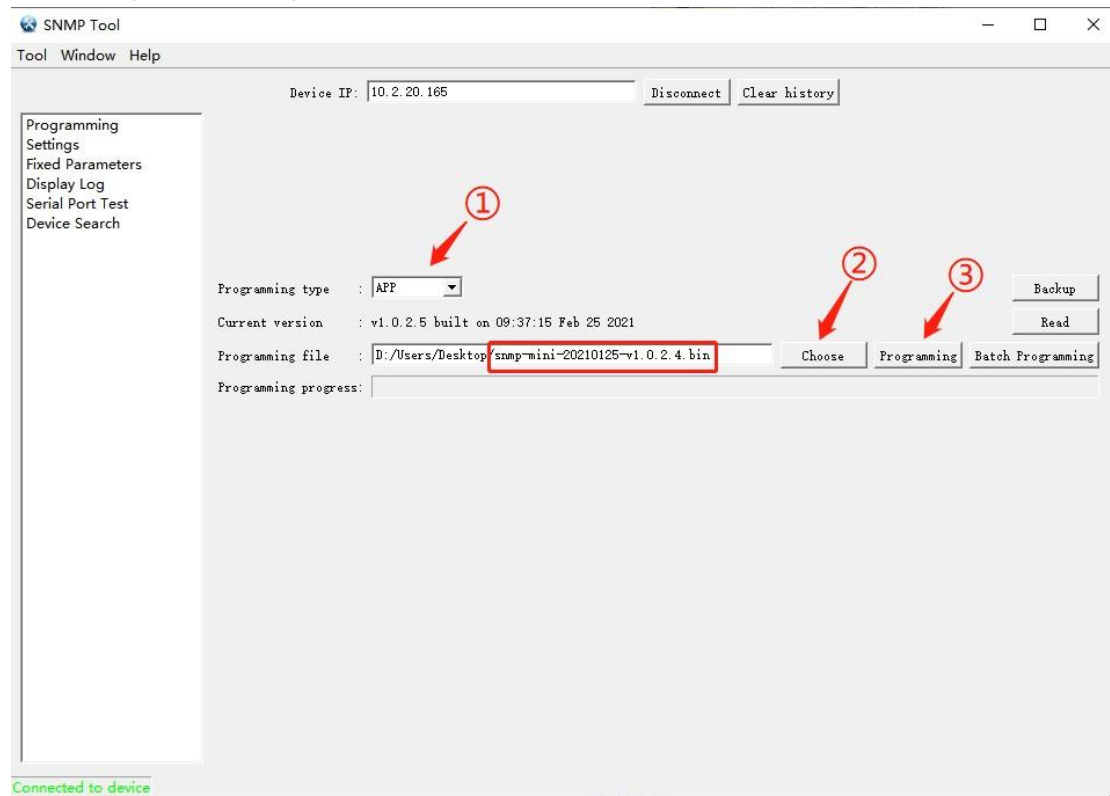 SNMP Tool
Tool Window Help
Device IP: 10.2.20.165 Disconnect Clear history
Programming
Settings
Fixed Parameters
Display Log
Serial Port Test
Device Search
①
②
③
Programming type : APP Backup
Current version : v1.0.2.5 built on 09:37:15 Feb 25 2021 Read
Programming file : D:/Users/Desktop/snmp-mini-20210125-v1.0.2.4.bin Choose Programming Batch Programming
Programming progress:
Connected to device